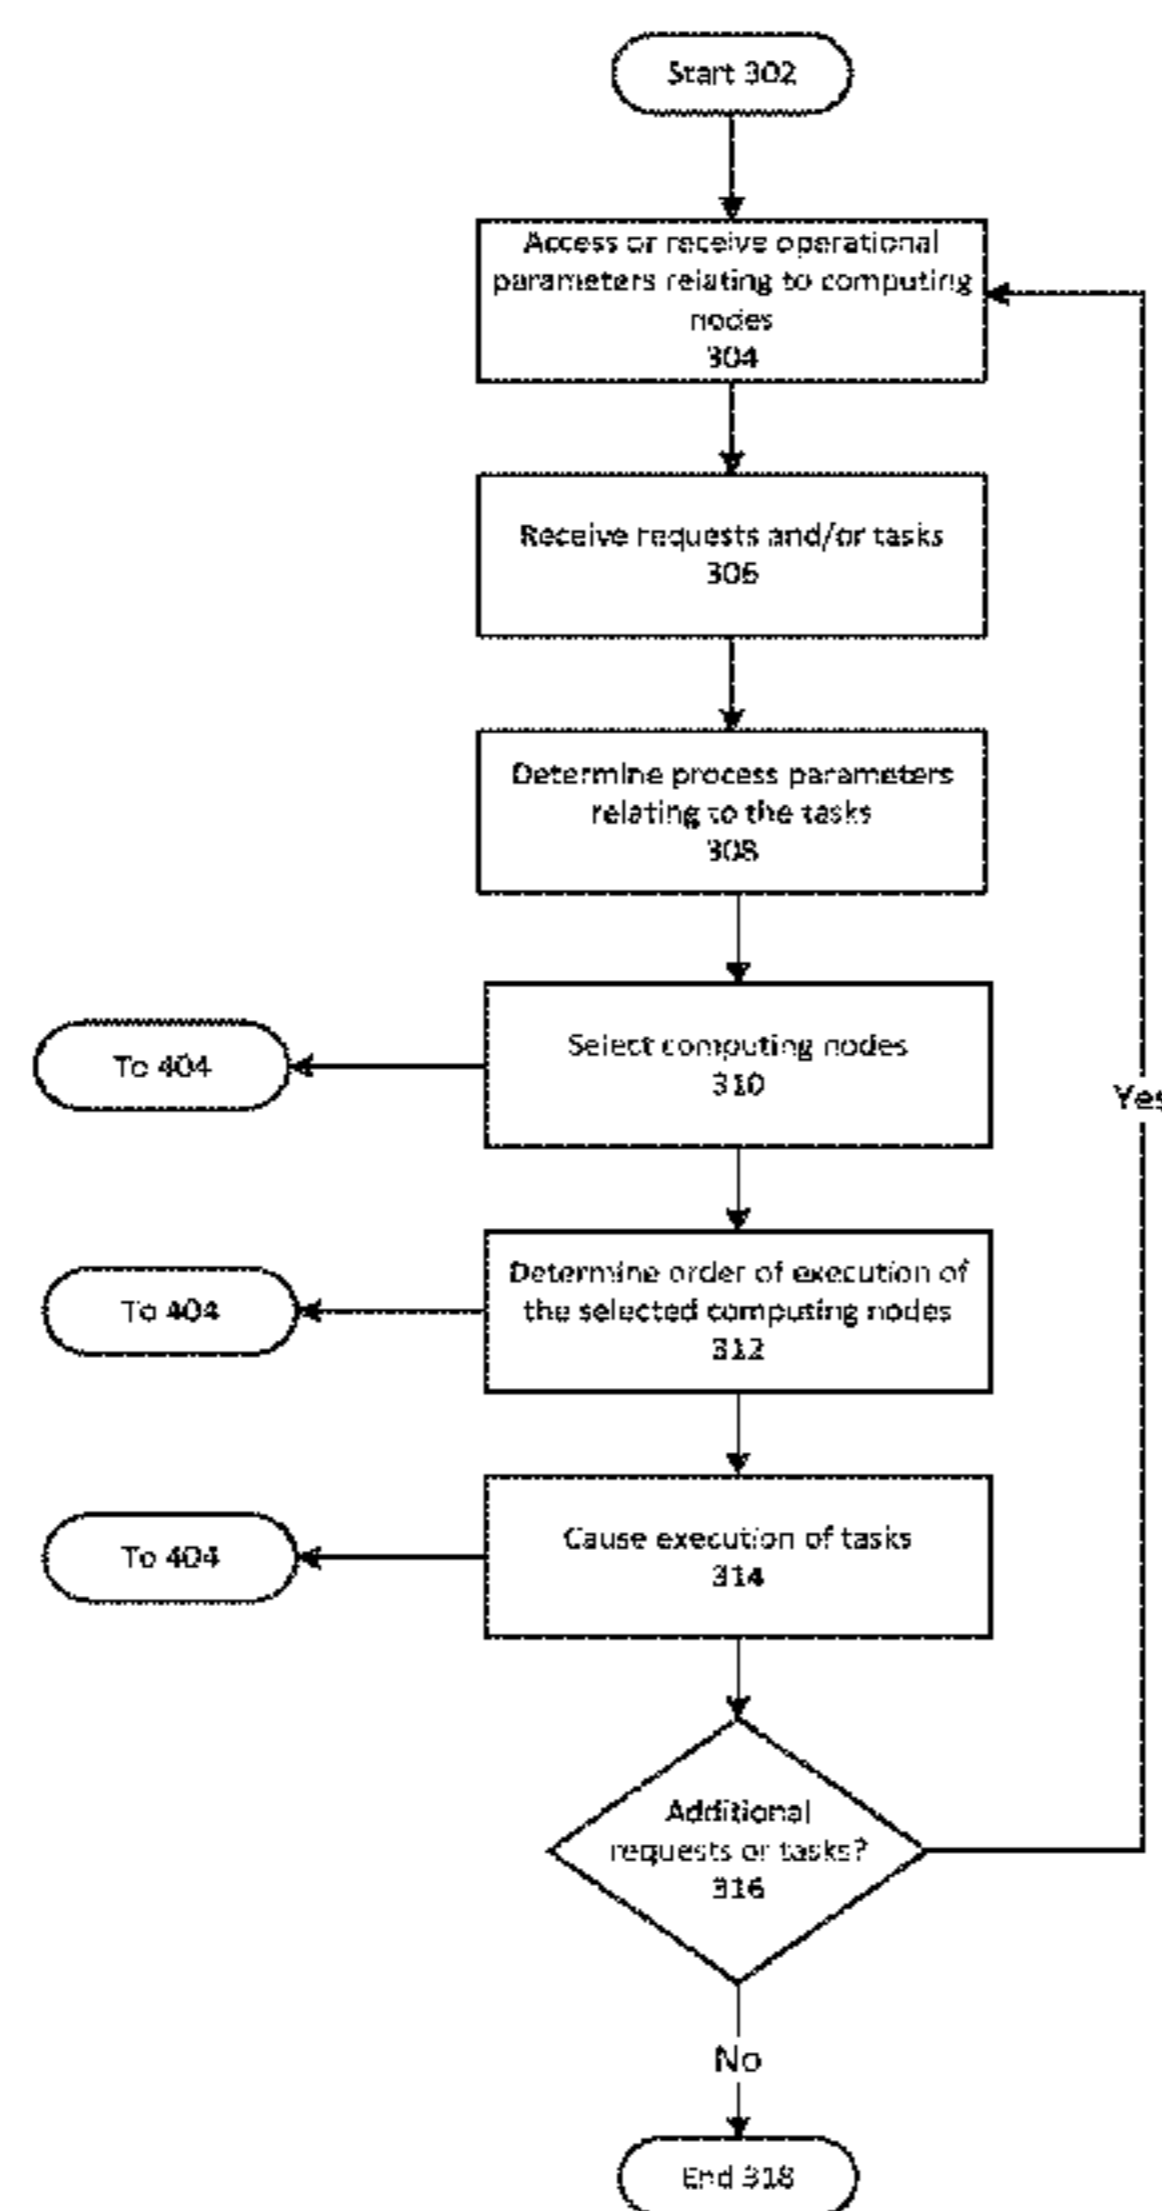 Start 302
Access or receive operational
parameters relating to computing
nodes
304
Receive requests and/or tasks
306
Determine process parameters
relating to the tasks
308
Select computing nodes
310
To 404
Determine order of execution of
the selected computing nodes
312
To 404
Cause execution of tasks
314
To 404
Yes
Additional
requests or tasks?
316
No
End 318